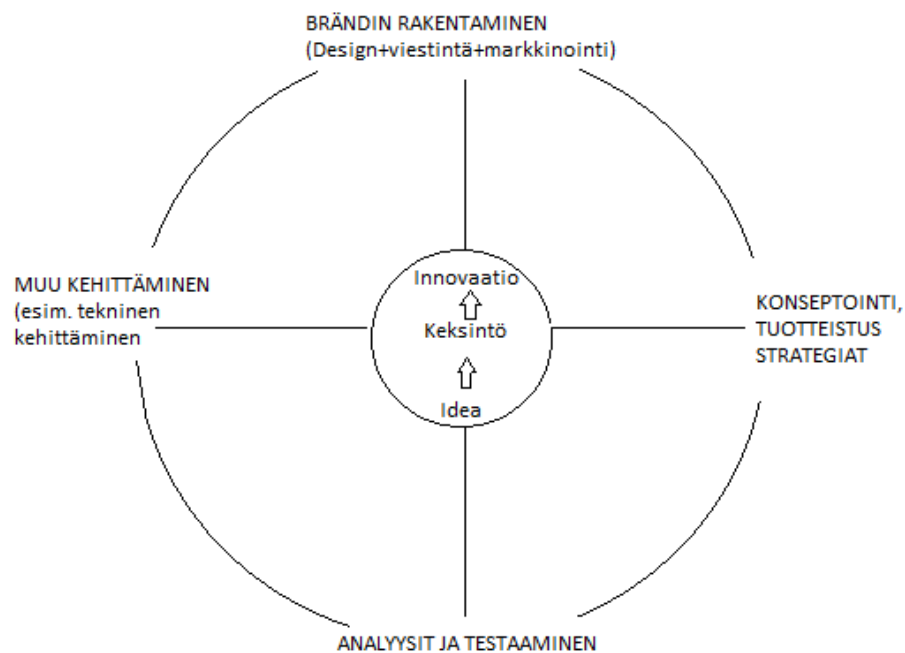 BRÄNDIN RAKENTAMINEN
(Design+viestintä+markkinointi)
MUU KEHITTÄMINEN
(esim. tekninen
kehittäminen
Innovaatio
Keksintö
Idea
KONSEPTOINTI,
TUOTTEISTUS
STRATEGIAT
ANALYYSIT JA TESTAAMINEN